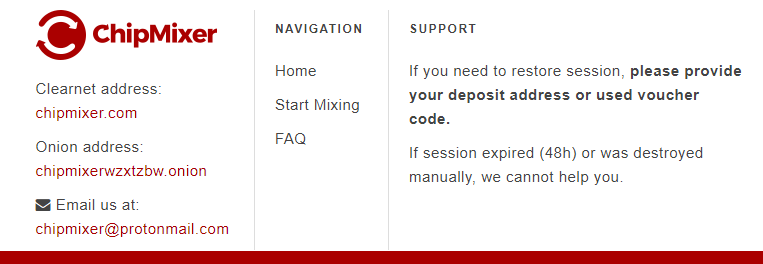 ChipMixer
Clearnet address:
chipmixer.com
Onion address:
chipmixerwzxtzbw.onion
Email us at:
chipmixer@protonmail.com
NAVIGATION
Home
Start Mixing
FAQ
SUPPORT
If you need to restore session, please provide
your deposit address or used voucher
code.
If session expired (48h) or was destroyed
manually, we cannot help you.